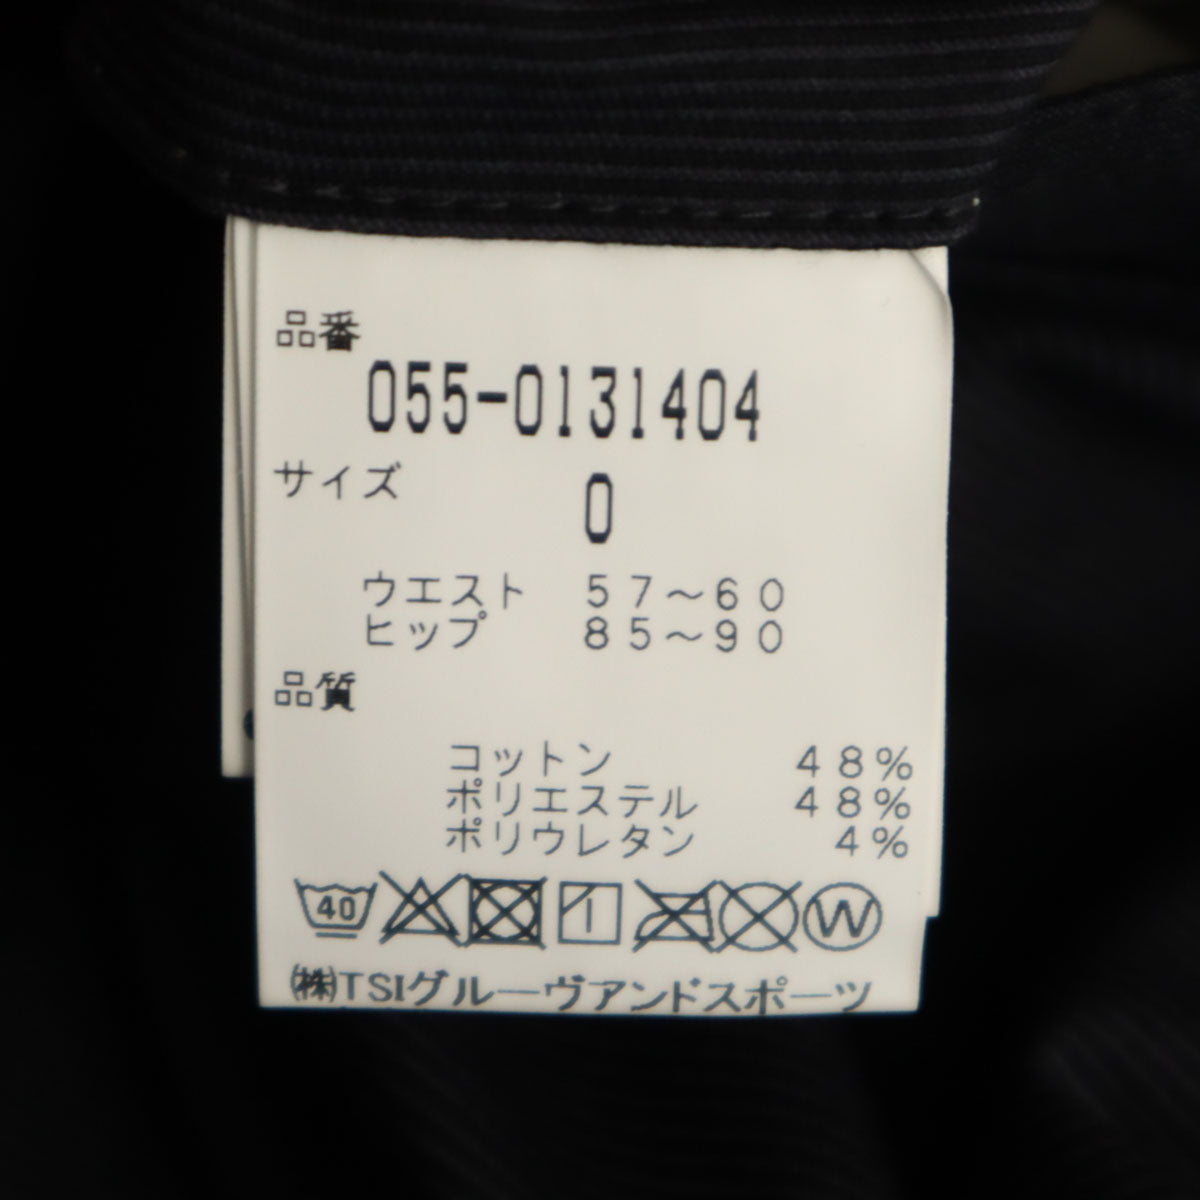 品番
055-0131404
サイズ
0
ウエスト 57～60
ヒップ 85～90
品質
コットン 48%
ポリエステル 48%
ポリウレタン 4%
40 W
㈱TSIグルーヴアンドスポーツ